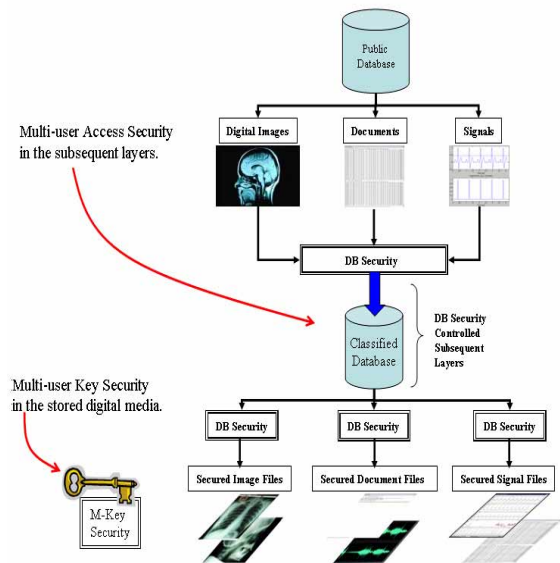 Public
Database
Digital Images
Documents
Signals
Multi-user Access Security
in the subsequent layers.
DB Security
DB Security
Controlled
Subsequent
Layers
Classified
Database
Multi-user Key Security
in the stored digital media.
DB Security
DB Security
DB Security
Secured Image Files
Secured Document Files
Secured Signal Files
M-Key
Security